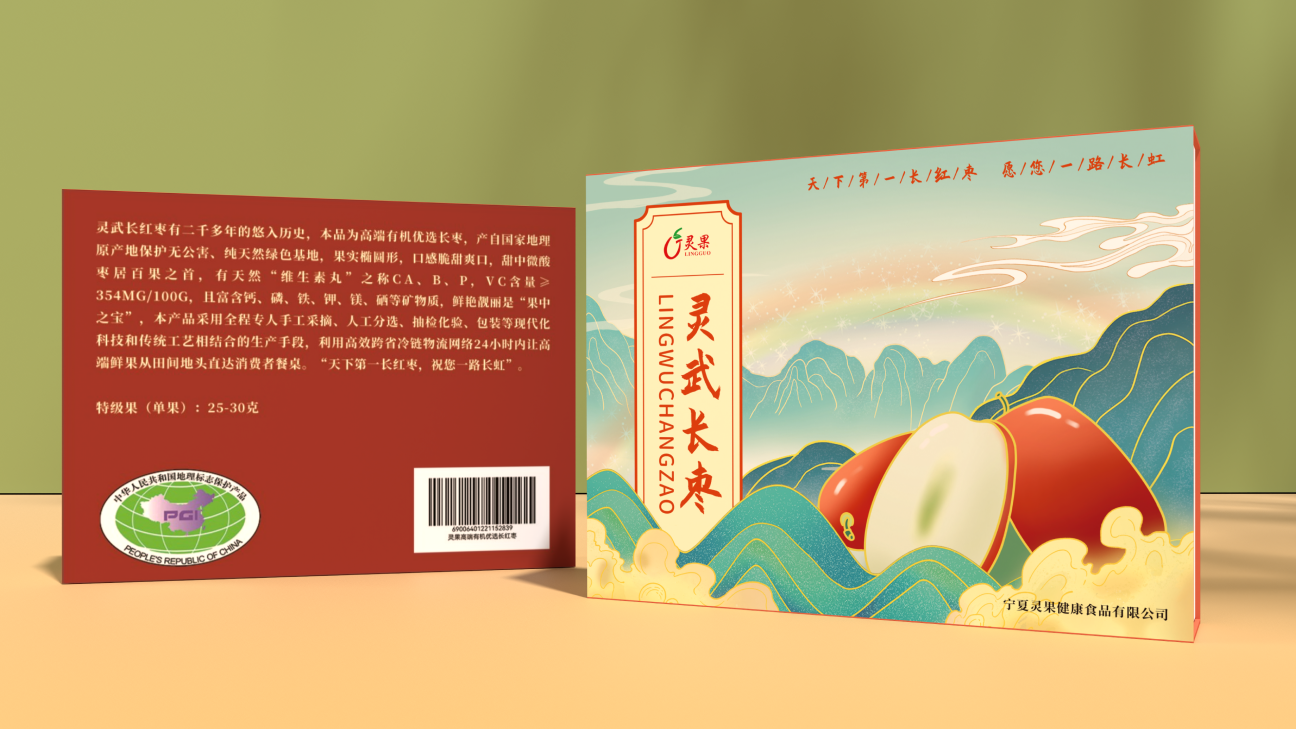 灵武长红枣有二千多年的悠入历史，本品为高端有机优选长枣，产自国家地理
原产地保护无公害、纯天然绿色基地，果实椭圆形，口感脆甜爽口，甜中微酸
枣居百果之首，有天然“维生素丸”之称CA、B、P，VC含量≥
354MG/100G，且富含钙、磷、铁、钾、镁、硒等矿物质，鲜艳靓丽是“果中
之宝”，本产品采用全程专人手工采摘、人工分选、抽检化验、包装等现代化
科技和传统工艺相结合的生产手段，利用高效跨省冷链物流网络24小时内让高
端鲜果从田间地头直达消费者餐桌。“天下第一长红枣，祝您一路长虹”。
特级果（单果）：25-30克
中华人民共和国地理标志保护产品
PGI
PEOPLE'S REPUBLIC OF CHINA
69006401221152839
灵果高端有机优选长红枣
天/下/第/一/长/红/枣 愿/您/一/路/长/虹
灵果
LINGGUO
灵武长枣
LINGWUCHANGZAO
宁夏灵果健康食品有限公司